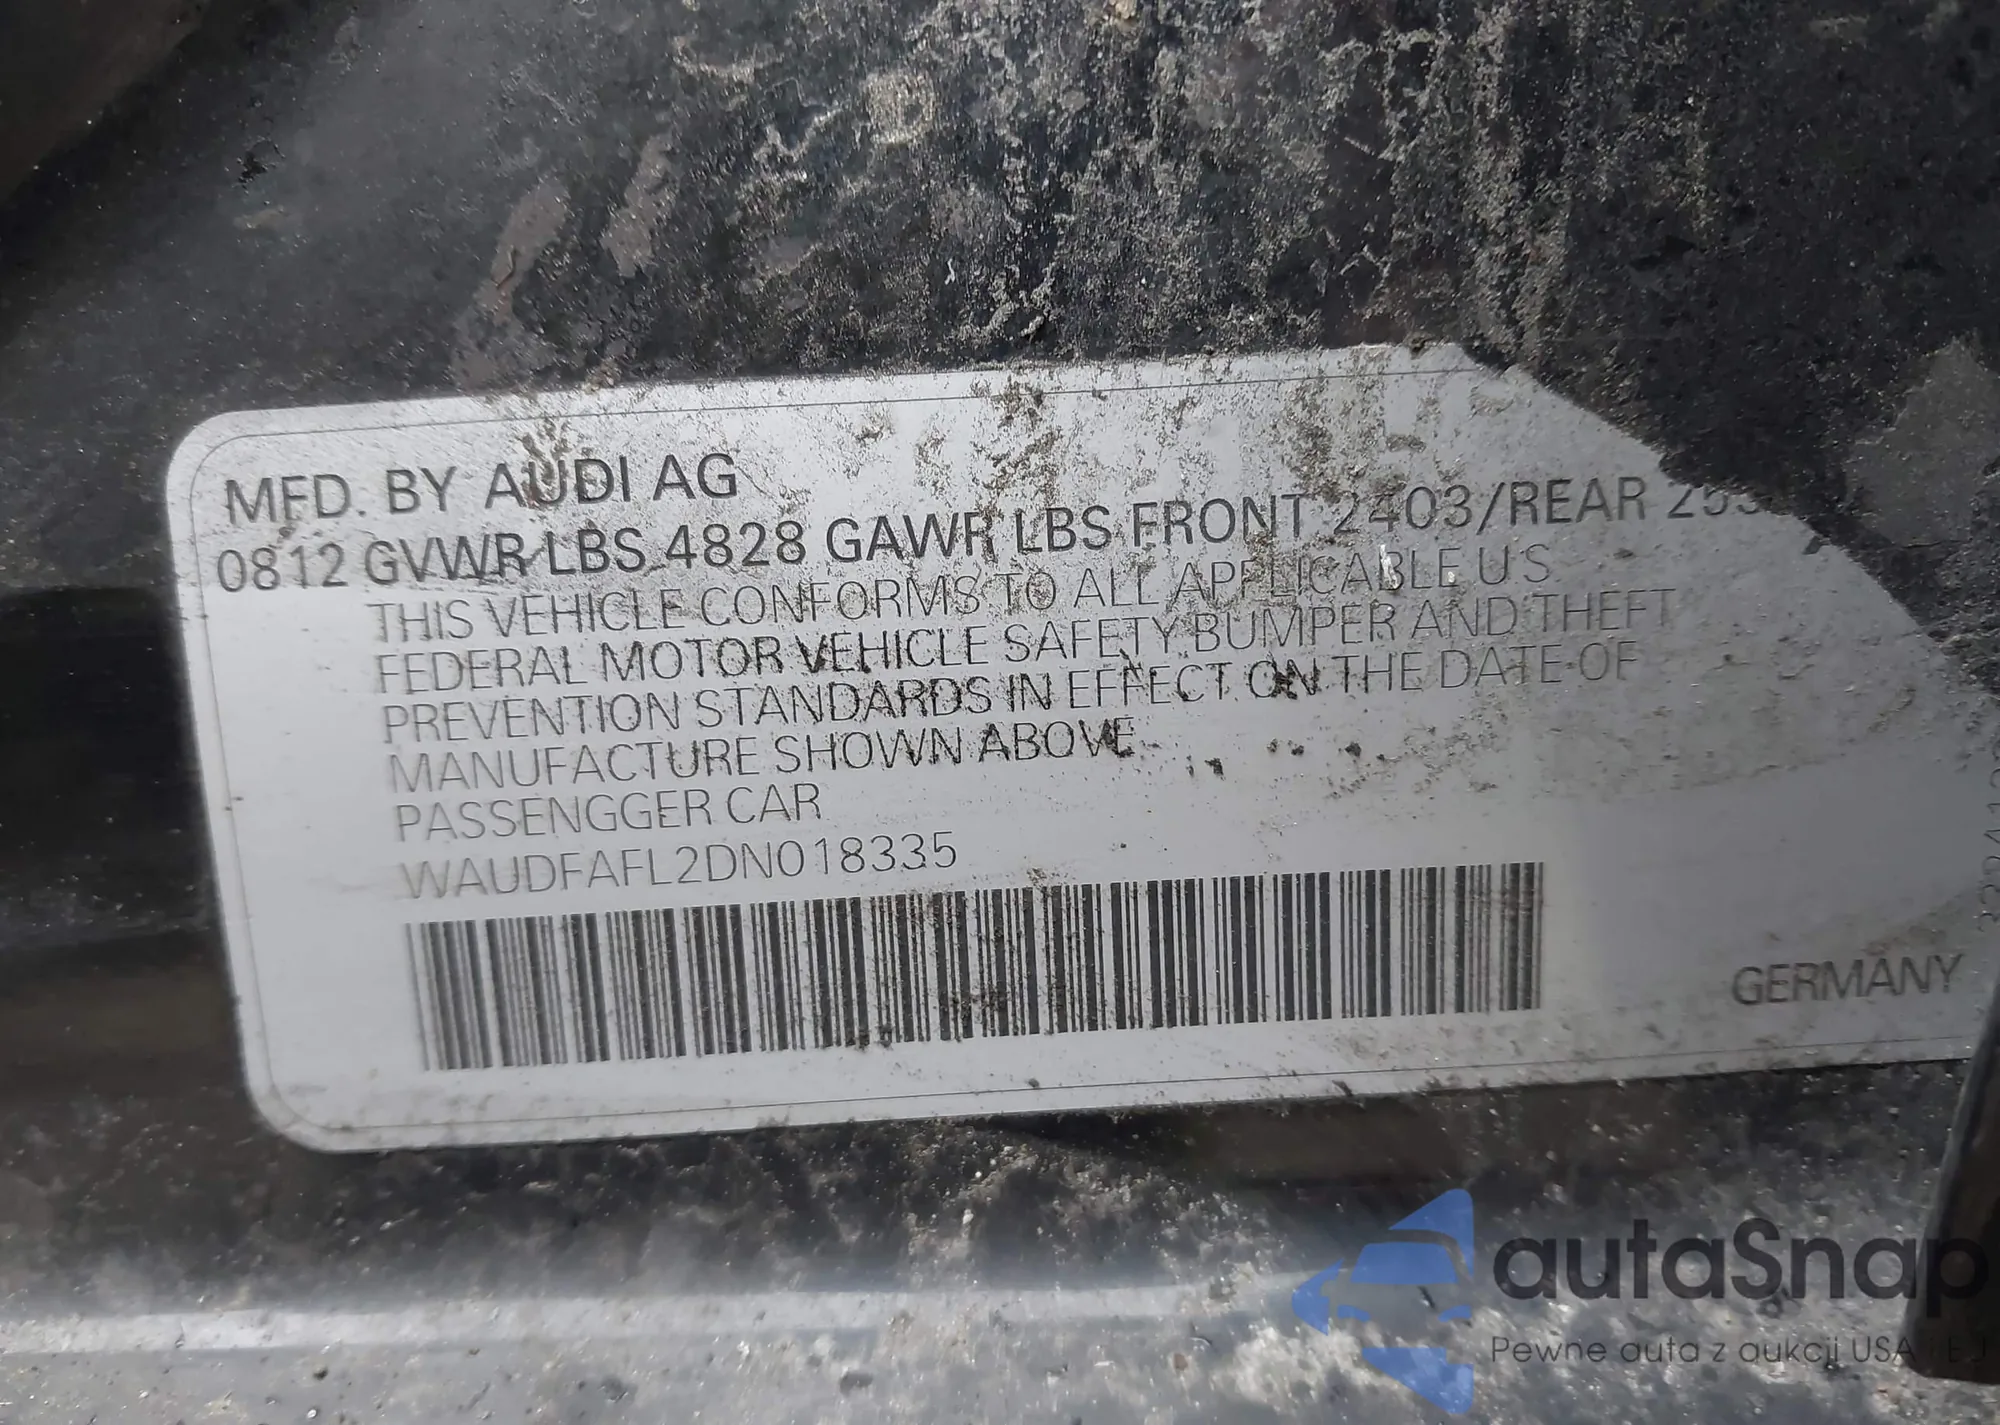 MFD. BY AUDI AG
0812 GVWR LBS 4828 GAWR LBS FRONT 2403/REAR
THIS VEHICLE CONFORMS TO ALL APPLICABLE US
FEDERAL MOTOR VEHICLE SAFETY BUMPER AND THEFT
PREVENTION STANDARDS IN EFFECT ON THE DATE OF
MANUFACTURE SHOWN ABOVE
PASSENGGER CAR
WAUDFAFL2DN018335
GERMANY
autaSnap
Pewne auta z aukcji USA i EJ